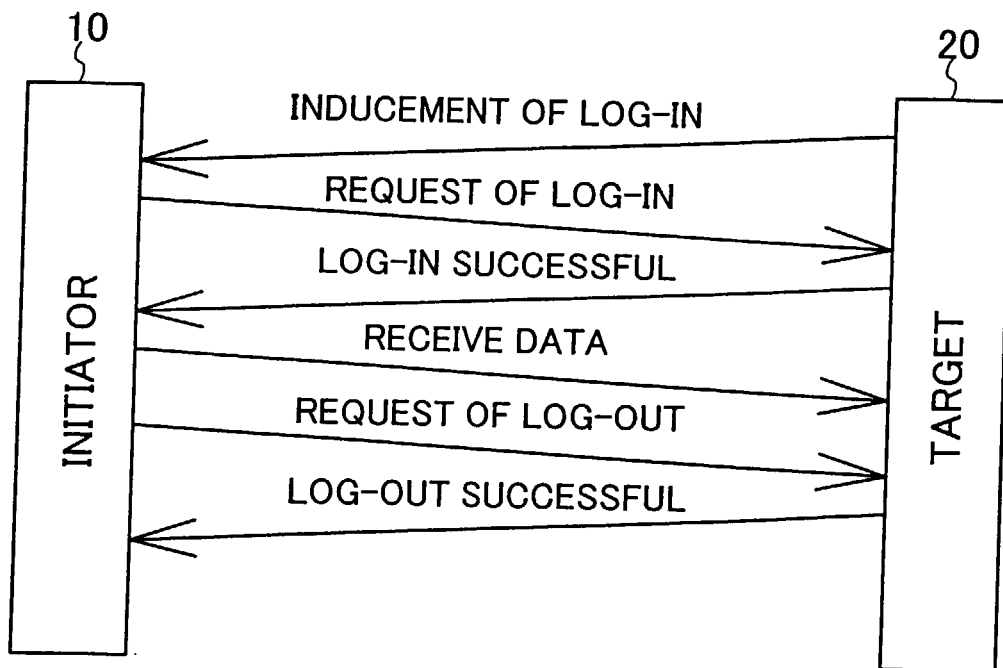 10
20
INDUCEMENT OF LOG-IN
REQUEST OF LOG-IN
LOG-IN SUCCESSFUL
RECEIVE DATA
REQUEST OF LOG-OUT
LOG-OUT SUCCESSFUL
INITIATOR
TARGET